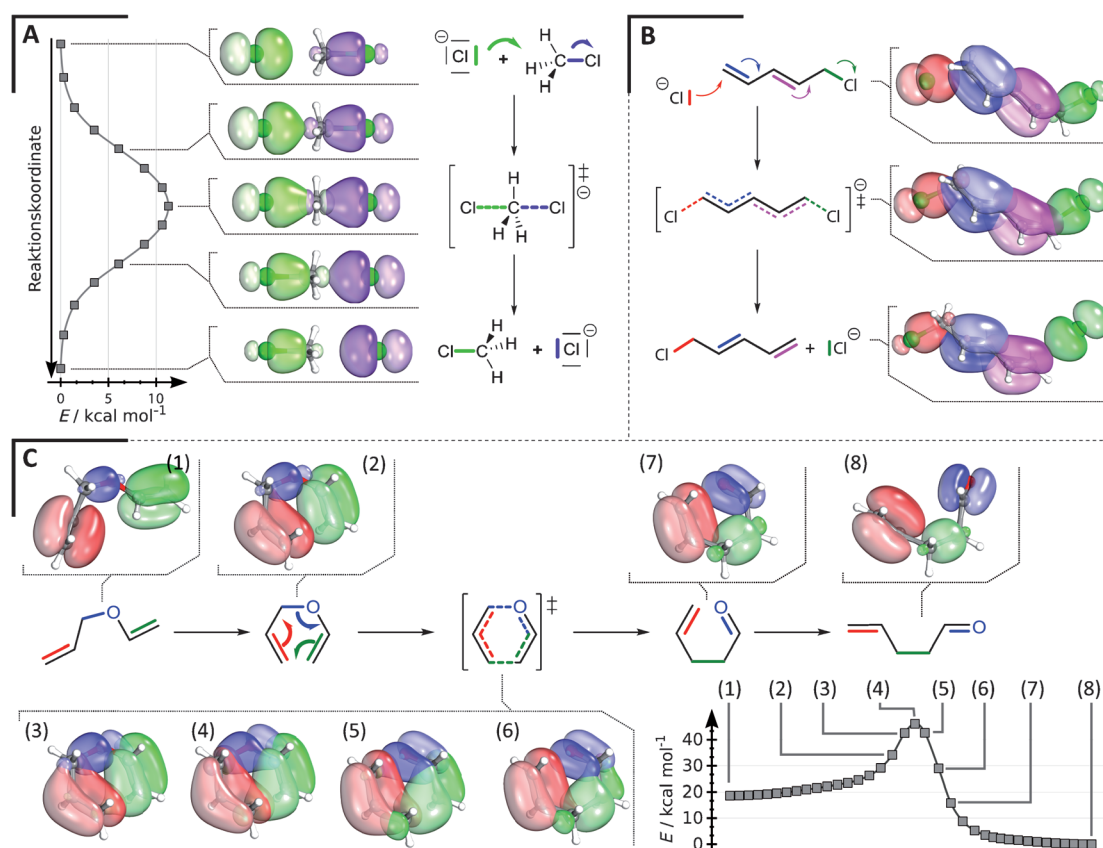 A
Reaktionskoordinate
0 5 10
E / kcal mol⁻¹
⊖
Cl + H H H C Cl
‡
⊖
Cl C Cl
H
H H
Cl C H H H + Cl ⊖
B
⊖
Cl Cl
⊖
‡
Cl Cl
Cl + Cl ⊖
C
(1) (2) (7) (8)
O O O ‡ O O
(3) (4) (5) (6)
(1) (2) (3) (4) (5) (6) (7) (8)
E / kcal mol⁻¹
40
30
20
10
0